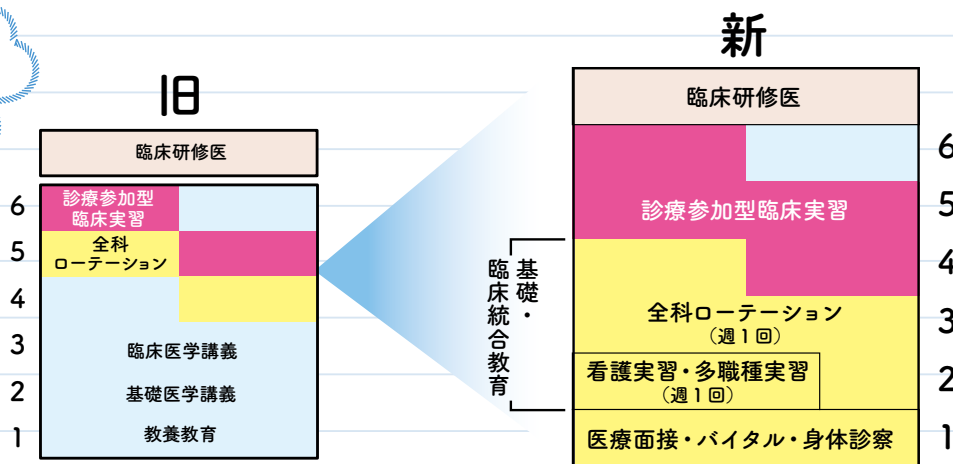 旧
臨床研修医
6
診療参加型
臨床実習
5
全科
ローテーション
4
3
臨床医学講義
2
基礎医学講義
1
教養教育
新
臨床研修医
6
診療参加型臨床実習
5
4
基礎・
臨床統合教育
全科ローテーション
(週1回)
3
看護実習・多職種実習
(週1回)
2
医療面接・バイタル・身体診察
1